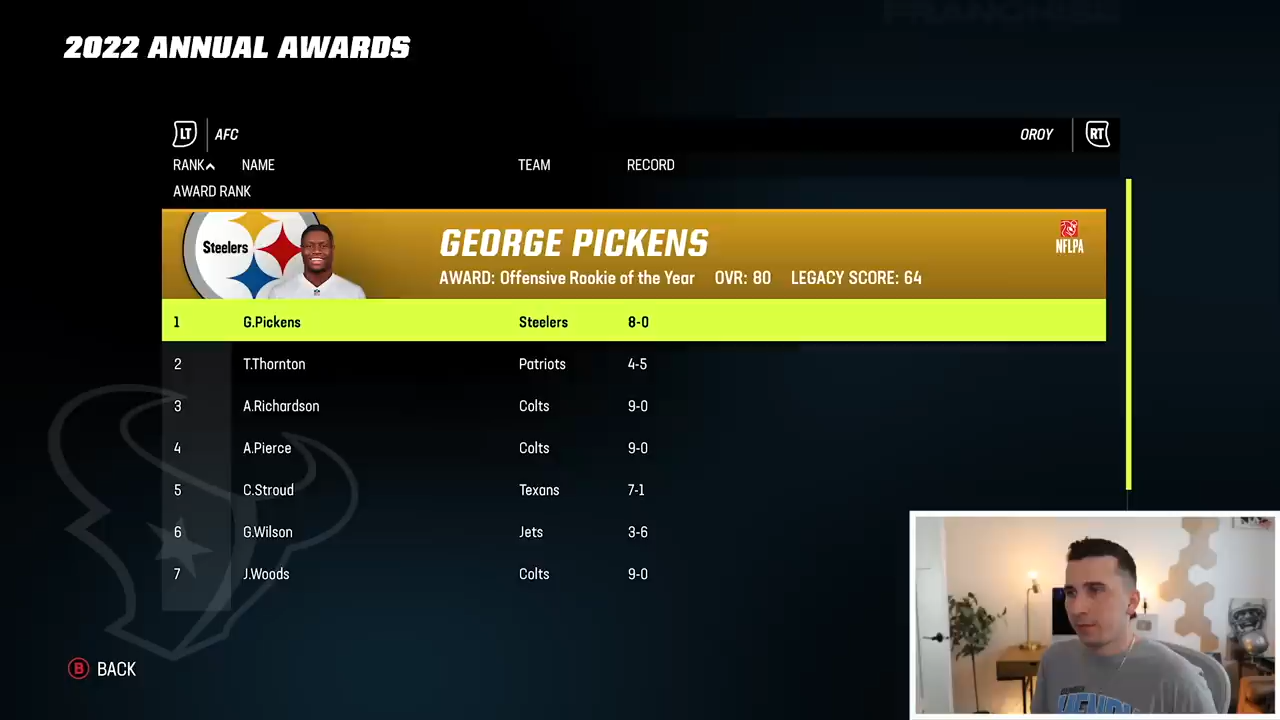 2022 ANNUAL AWARDS
LT AFC OROY RT
RANK NAME TEAM RECORD
AWARD RANK
Steelers
GEORGE PICKENS
AWARD: Offensive Rookie of the Year OVR: 80 LEGACY SCORE: 64
NFLPA
1 G.Pickens Steelers 8-0
2 T.Thornton Patriots 4-5
3 A.Richardson Colts 9-0
4 A.Pierce Colts 9-0
5 C.Stroud Texans 7-1
6 G.Wilson Jets 3-6
7 J.Woods Colts 9-0
B BACK